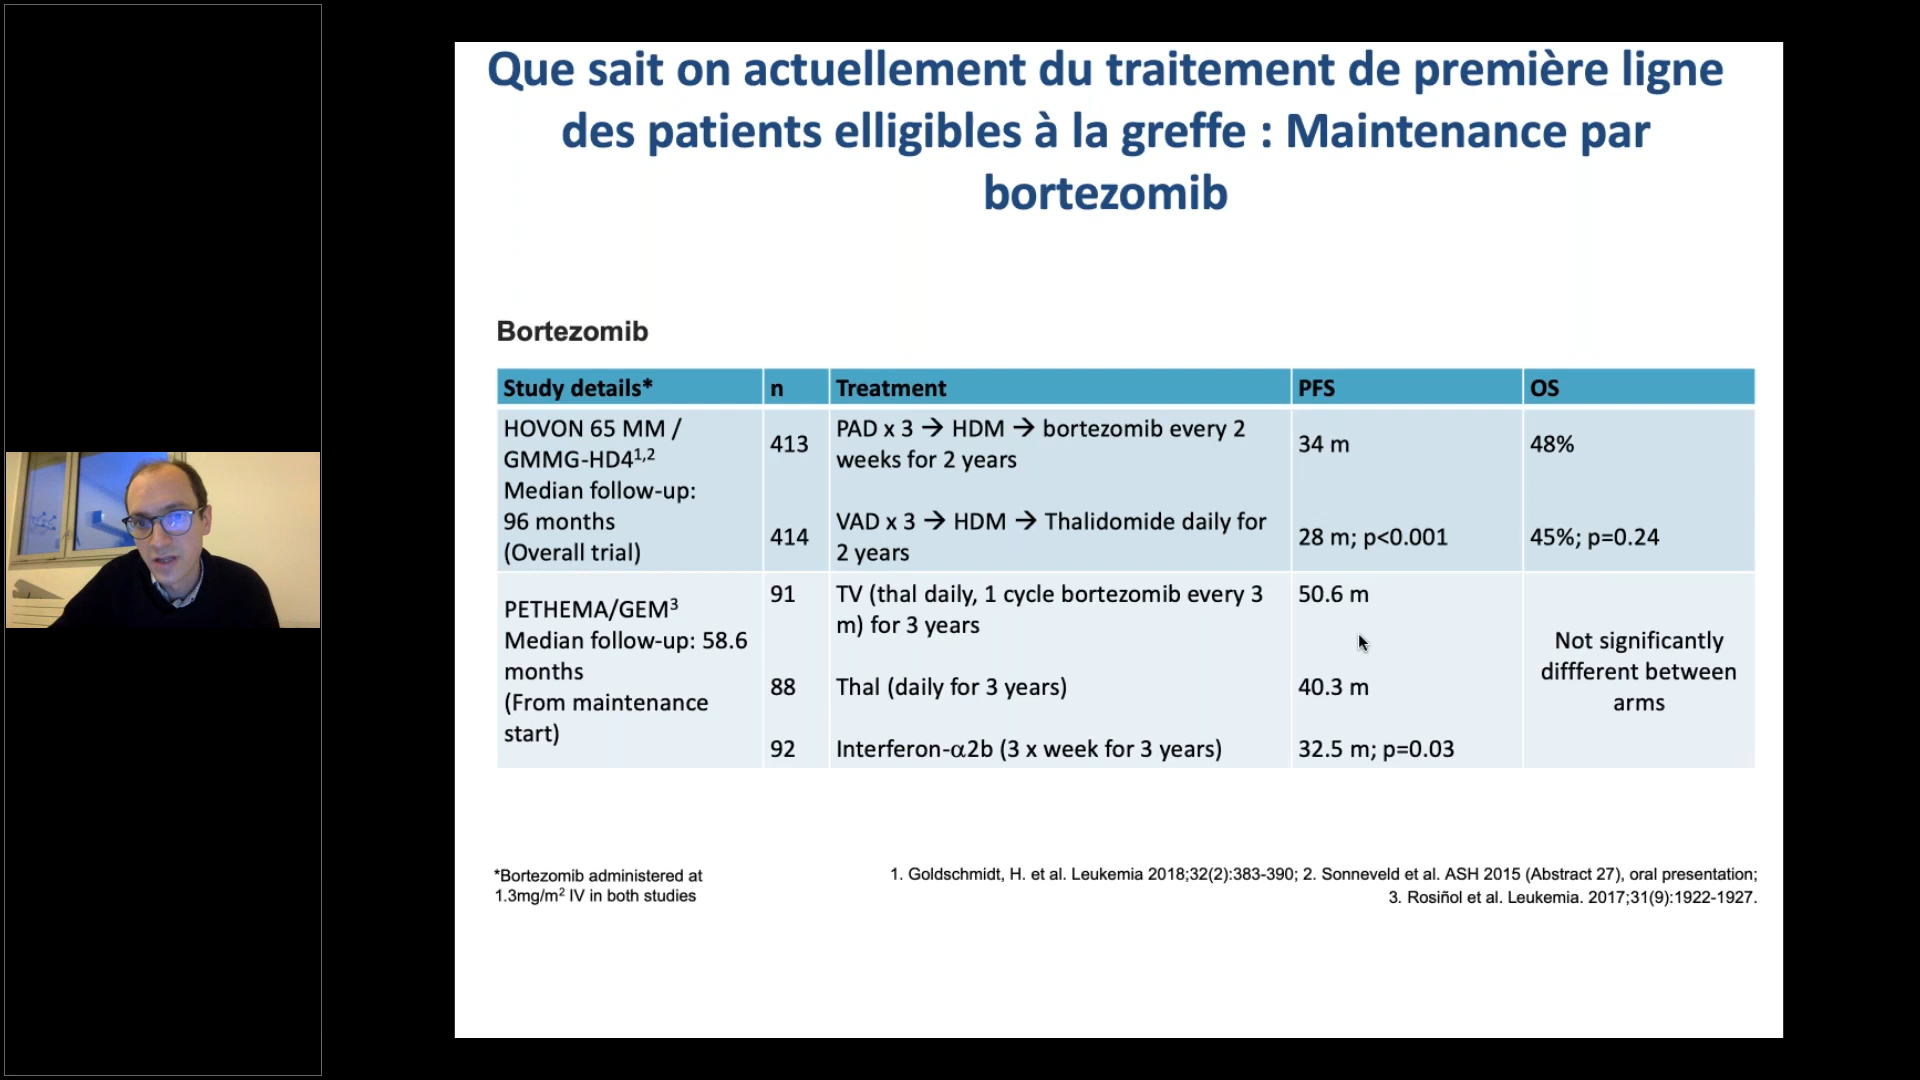 Que sait on actuellement du traitement de première ligne
des patients elligibles à la greffe : Maintenance par
bortezomib
Bortezomib
Study details*
n
Treatment
PFS
OS
HOVON 65 MM /
GMMG-HD41,2
Median follow-up:
96 months
(Overall trial)
413
PAD x 3 → HDM → bortezomib every 2
weeks for 2 years
34 m
48%
414
VAD x 3 → HDM → Thalidomide daily for
2 years
28 m; p<0.001
45%; p=0.24
PETHEMA/GEM3
Median follow-up: 58.6
months
(From maintenance
start)
91
TV (thal daily, 1 cycle bortezomib every 3
m) for 3 years
50.6 m
88
Thal (daily for 3 years)
40.3 m
92
Interferon-α2b (3 x week for 3 years)
32.5 m; p=0.03
Not significantly
diffferent between
arms
*Bortezomib administered at
1.3mg/m2 IV in both studies
1. Goldschmidt, H. et al. Leukemia 2018;32(2):383-390; 2. Sonneveld et al. ASH 2015 (Abstract 27), oral presentation;
3. Rosiñol et al. Leukemia. 2017;31(9):1922-1927.